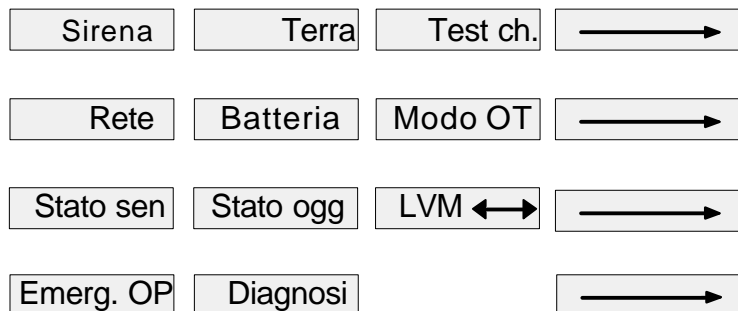 Sirena Terra Test ch.
Rete Batteria Modo OT
Stato sen Stato ogg LVM
Emerg. OP Diagnosi